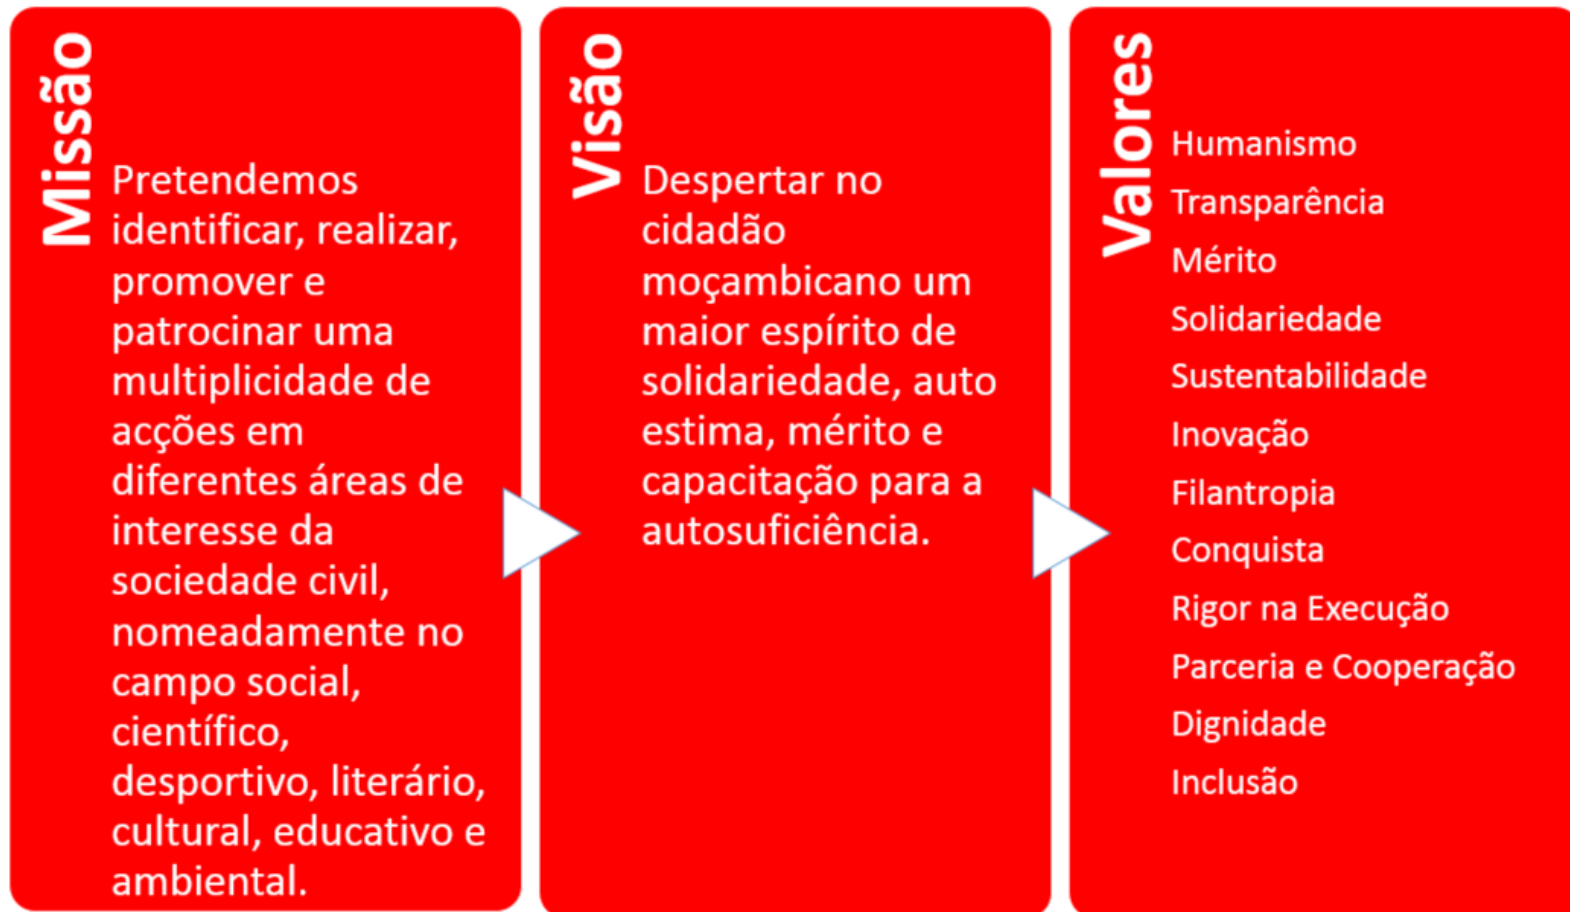 Missão
Pretendemos
identificar, realizar,
promover e
patrocinar uma
multiplicidade de
acções em
diferentes áreas de
interesse da
sociedade civil,
nomeadamente no
campo social,
científico,
desportivo, literário,
cultural, educativo e
ambiental.
Visão
Despertar no
cidadão
moçambicano um
maior espírito de
solidariedade, auto
estima, mérito e
capacitação para a
autosuficiência.
Valores
Humanismo
Transparência
Mérito
Solidariedade
Sustentabilidade
Inovação
Filantropia
Conquista
Rigor na Execução
Parceria e Cooperação
Dignidade
Inclusão